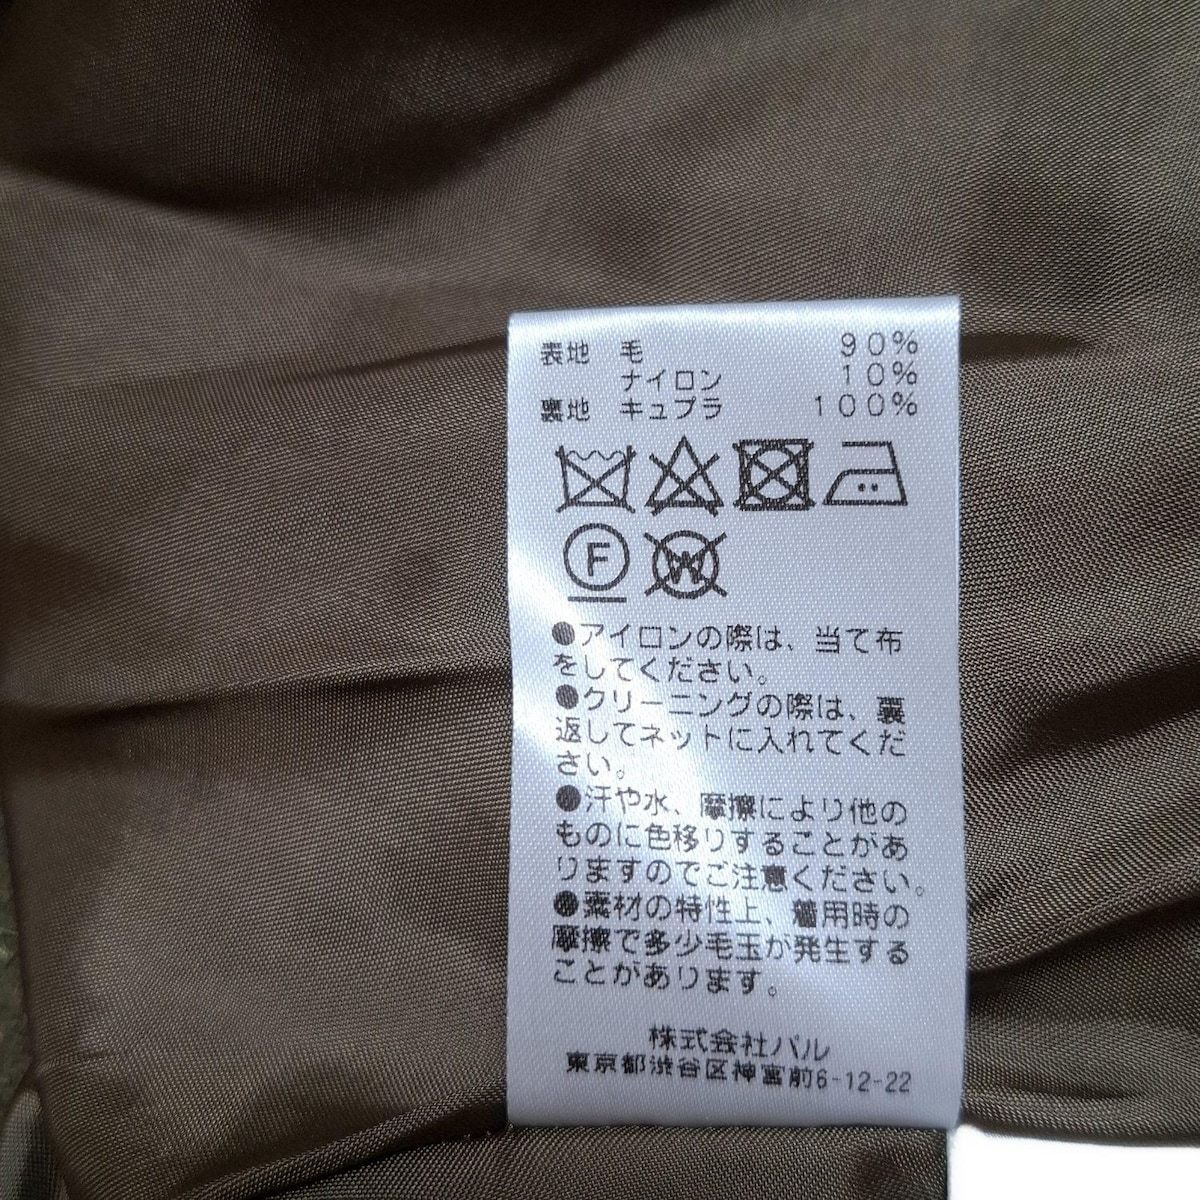 表地 毛 90%
ナイロン 10%
裏地 キュプラ 100%
F
W
●アイロンの際は、当て布
をしてください。
●クリーニングの際は、裏
返してネットに入れてくだ
さい。
●汗や水、摩擦により他の
ものに色移りすることがあ
りますのでご注意ください。
●素材の特性上、着用時の
摩擦で多少毛玉が発生する
ことがあります。
株式会社パル
東京都渋谷区神宮前6-12-22